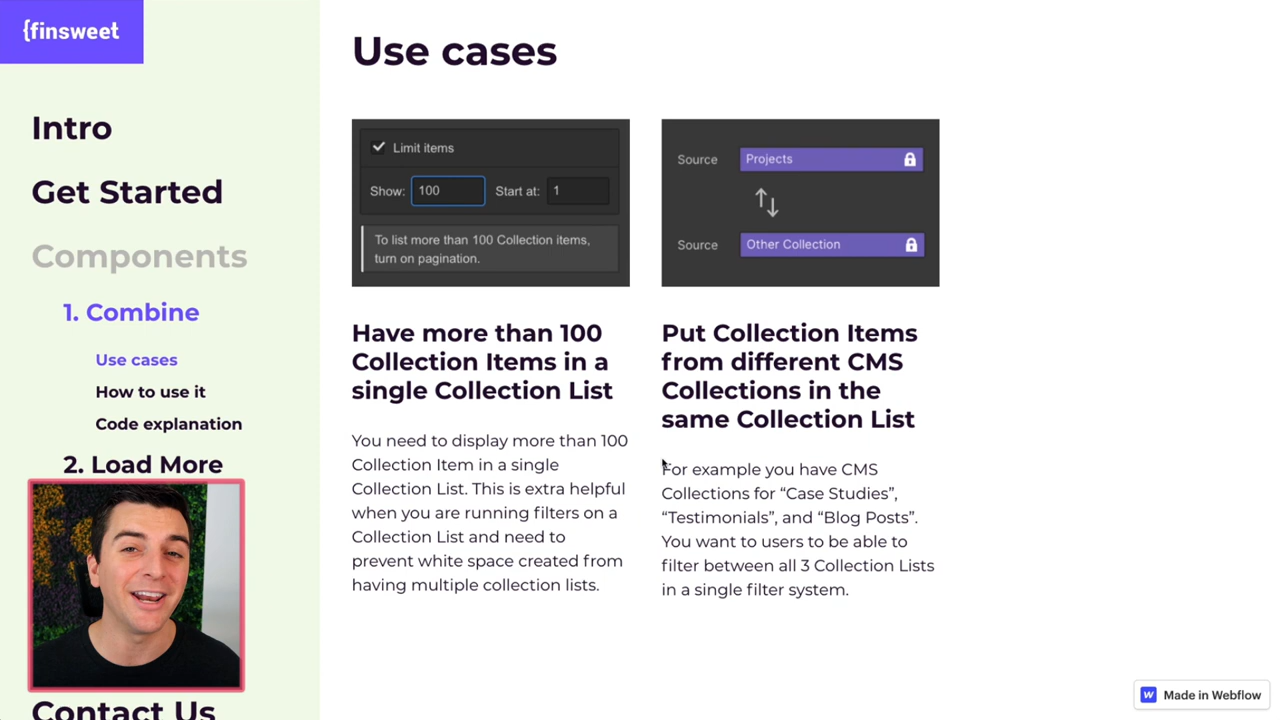 {finsweet
Intro
Get Started
Components
1. Combine
Use cases
How to use it
Code explanation
2. Load More
Contact Us
Use cases
Limit items
Show: 100 Start at: 1
To list more than 100 Collection items,
turn on pagination.
Have more than 100
Collection Items in a
single Collection List
You need to display more than 100
Collection Item in a single
Collection List. This is extra helpful
when you are running filters on a
Collection List and need to
prevent white space created from
having multiple collection lists.
Source Projects
Source Other Collection
Put Collection Items
from different CMS
Collections in the
same Collection List
For example you have CMS
Collections for “Case Studies”,
“Testimonials”, and “Blog Posts”.
You want to users to be able to
filter between all 3 Collection Lists
in a single filter system.
W Made in Webflow